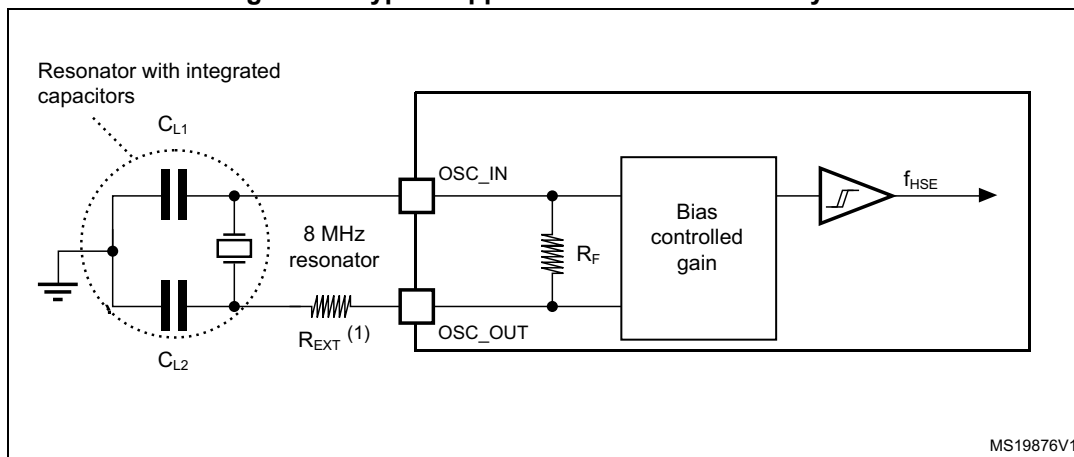 Resonator with integrated
capacitors
CL1
OSC_IN
fHSE
8 MHz
resonator
RF
Bias
controlled
gain
REXT (1)
OSC_OUT
CL2
MS19876V1